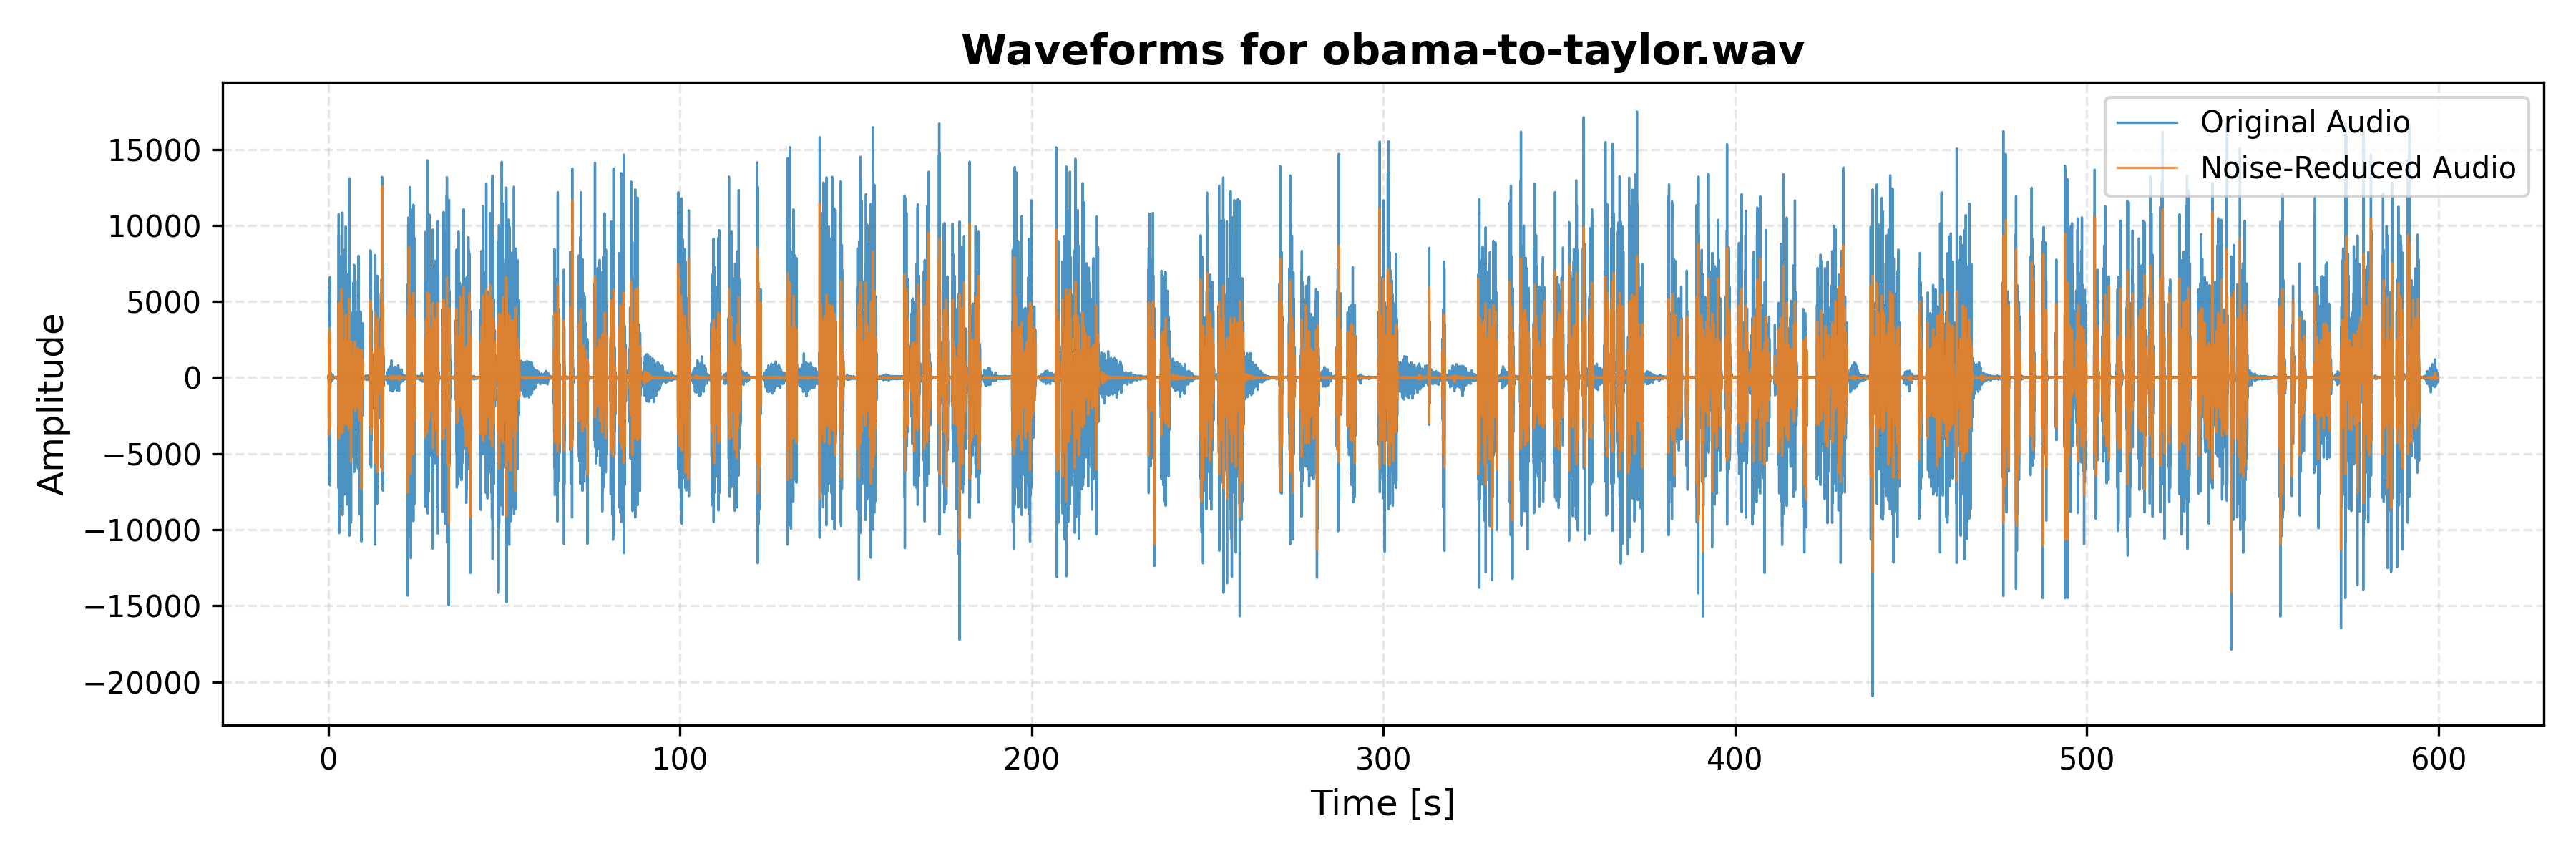 Waveforms for obama-to-taylor.wav
Original Audio
Noise-Reduced Audio
Amplitude
15000
10000
5000
0
−5000
−10000
−15000
−20000
0 100 200 300 400 500 600
Time [s]